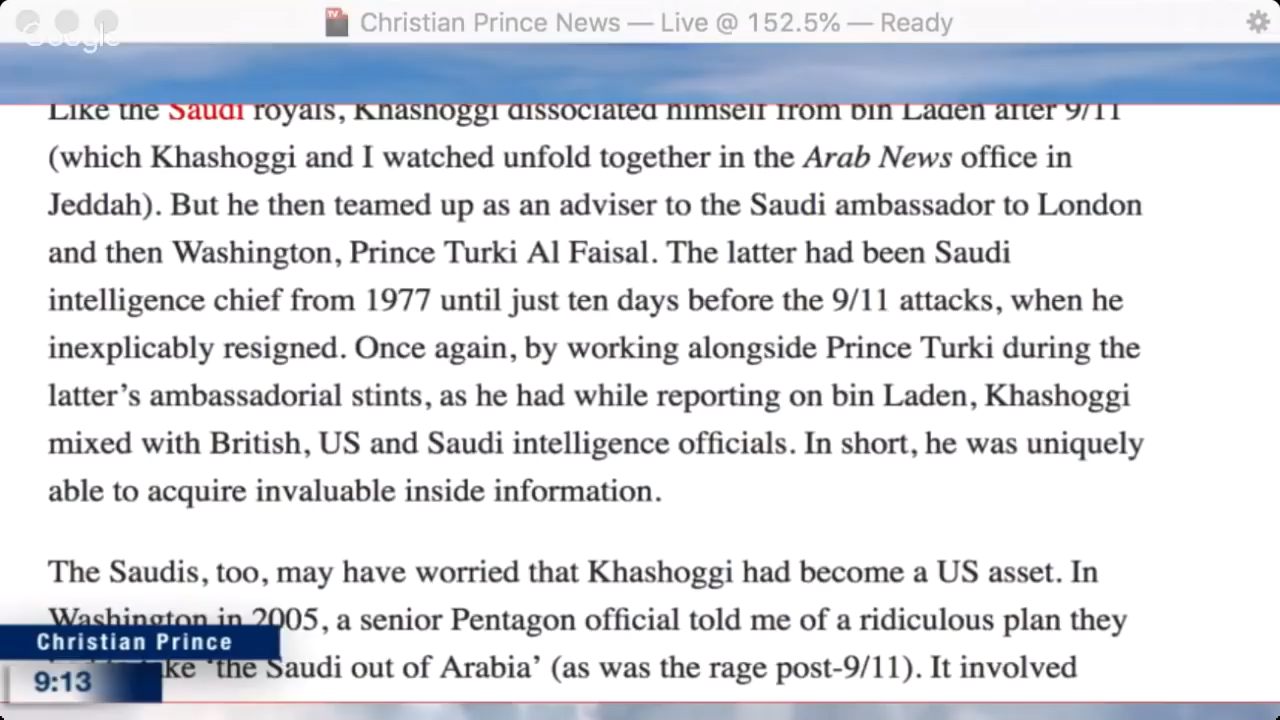 Google
TV
Christian Prince News — Live @ 152.5% — Ready
Like the Saudi royals, Khashoggi dissociated himself from bin Laden after 9/11
(which Khashoggi and I watched unfold together in the Arab News office in
Jeddah). But he then teamed up as an adviser to the Saudi ambassador to London
and then Washington, Prince Turki Al Faisal. The latter had been Saudi
intelligence chief from 1977 until just ten days before the 9/11 attacks, when he
inexplicably resigned. Once again, by working alongside Prince Turki during the
latter’s ambassadorial stints, as he had while reporting on bin Laden, Khashoggi
mixed with British, US and Saudi intelligence officials. In short, he was uniquely
able to acquire invaluable inside information.
The Saudis, too, may have worried that Khashoggi had become a US asset. In
Washington in 2005, a senior Pentagon official told me of a ridiculous plan they
‘the Saudi out of Arabia’ (as was the rage post-9/11). It involved
Christian Prince
9:13